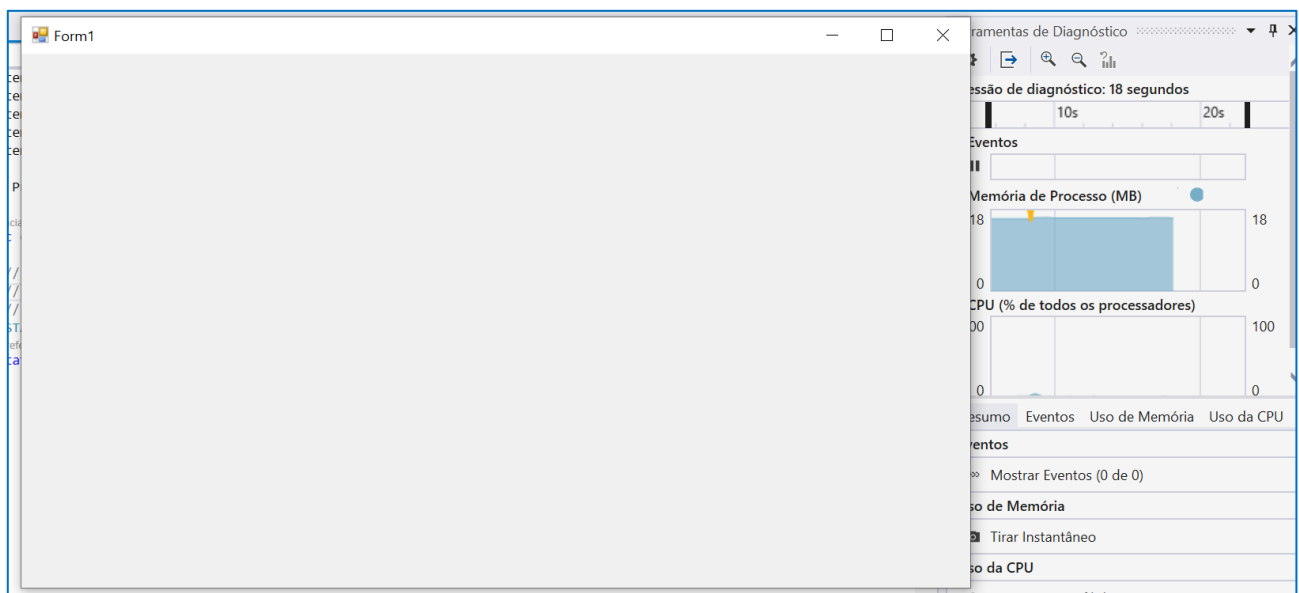 Form1
ramentas de Diagnóstico
essão de diagnóstico: 18 segundos
10s 20s
Eventos
Memória de Processo (MB)
18 18
0 0
CPU (% de todos os processadores)
00 100
0 0
esumo Eventos Uso de Memória Uso da CPU
entos
Mostrar Eventos (0 de 0)
so de Memória
Tirar Instantâneo
so da CPU